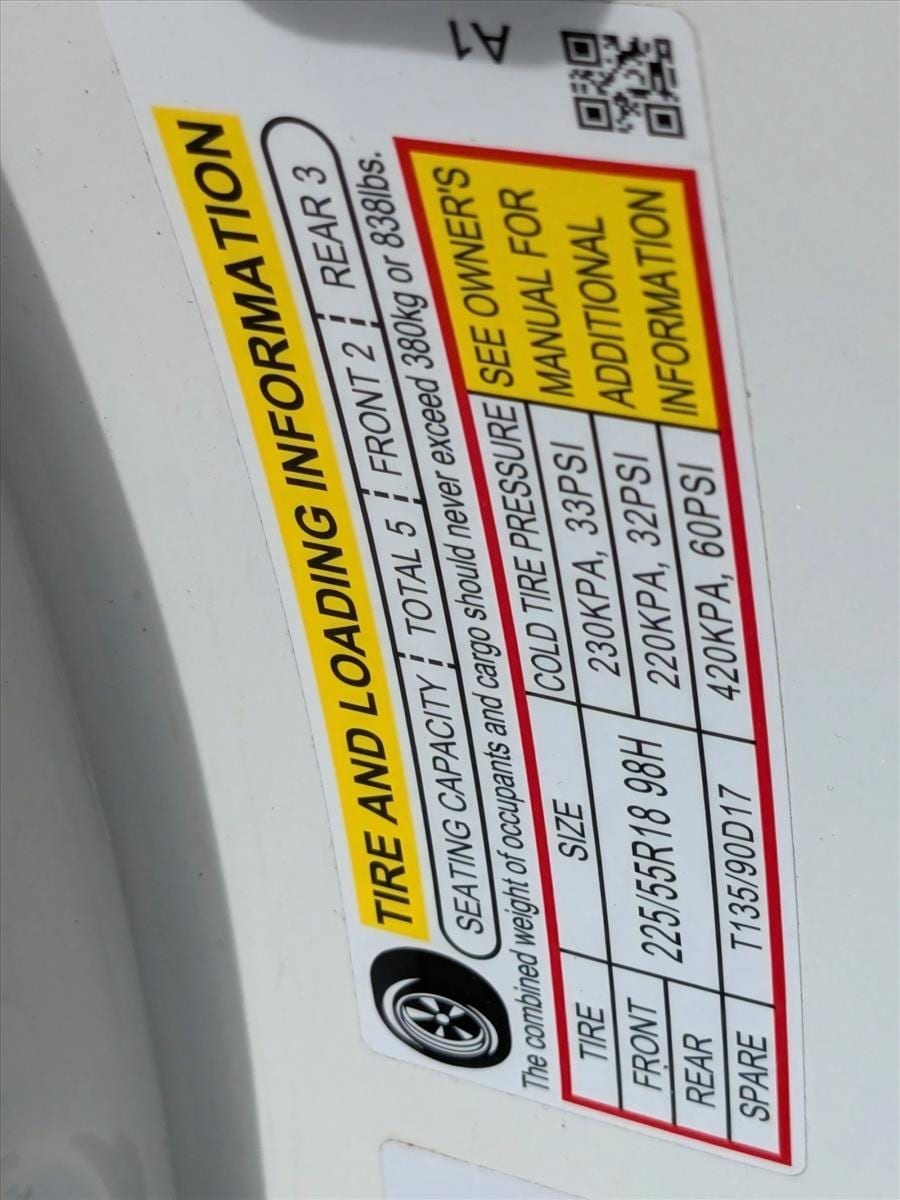 TIRE AND LOADING INFORMATION
SEATING CAPACITY TOTAL 5 FRONT 2 REAR 3
The combined weight of occupants and cargo should never exceed 380kg or 838lbs.
TIRE SIZE COLD TIRE PRESSURE
FRONT 225/55R18 98H 230KPA, 33PSI
REAR 220KPA, 32PSI
SPARE T135/90D17 420KPA, 60PSI
SEE OWNER'S
MANUAL FOR
ADDITIONAL
INFORMATION
A1